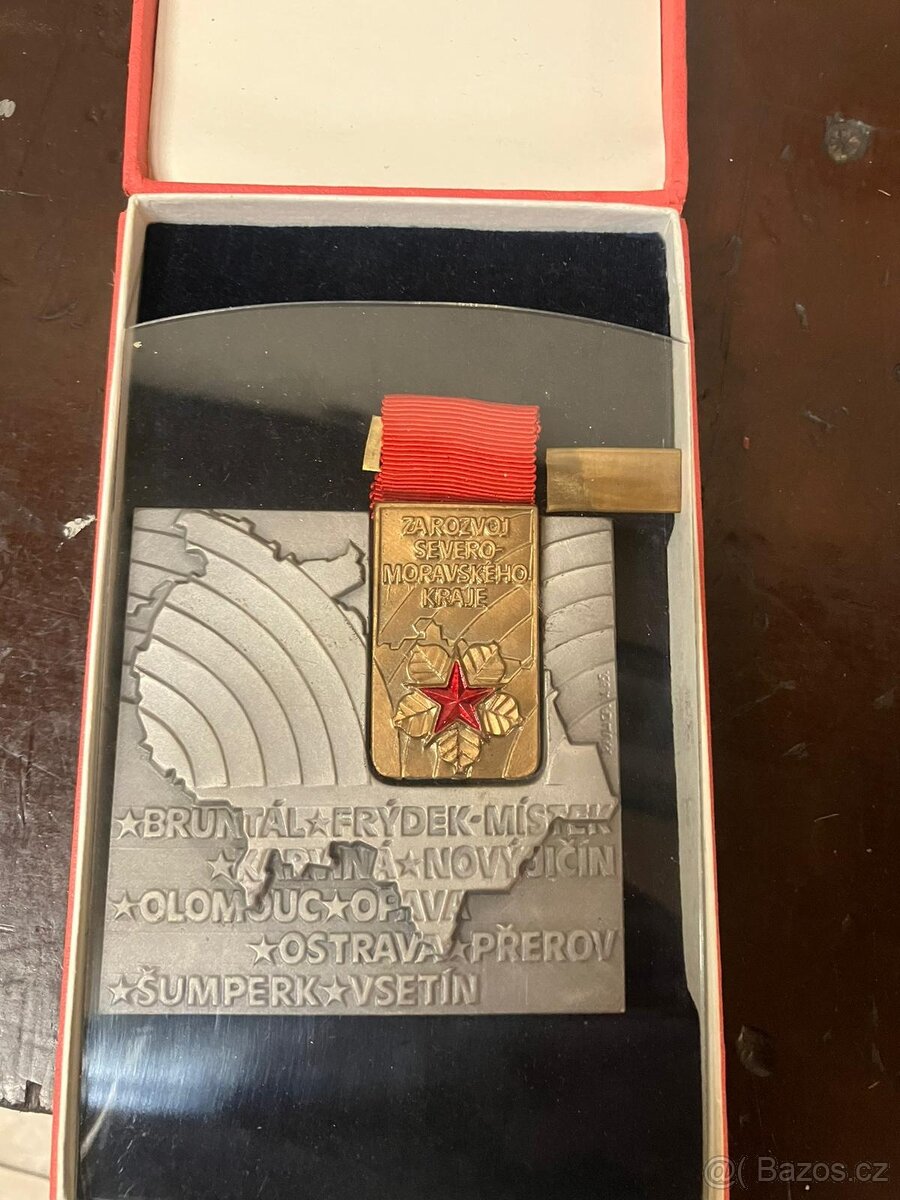 ZA ROZVOJ
SEVERO-
MORAVSKÉHO
KRAJE
★BRUNTÁL★FRÝDEK-MÍSTEK
★KARVINÁ★NOVÝ JIČÍN
★OLOMOUC★OPAVA
★OSTRAVA★PŘEROV
★ŠUMPERK★VSETÍN
@( Bazos.cz